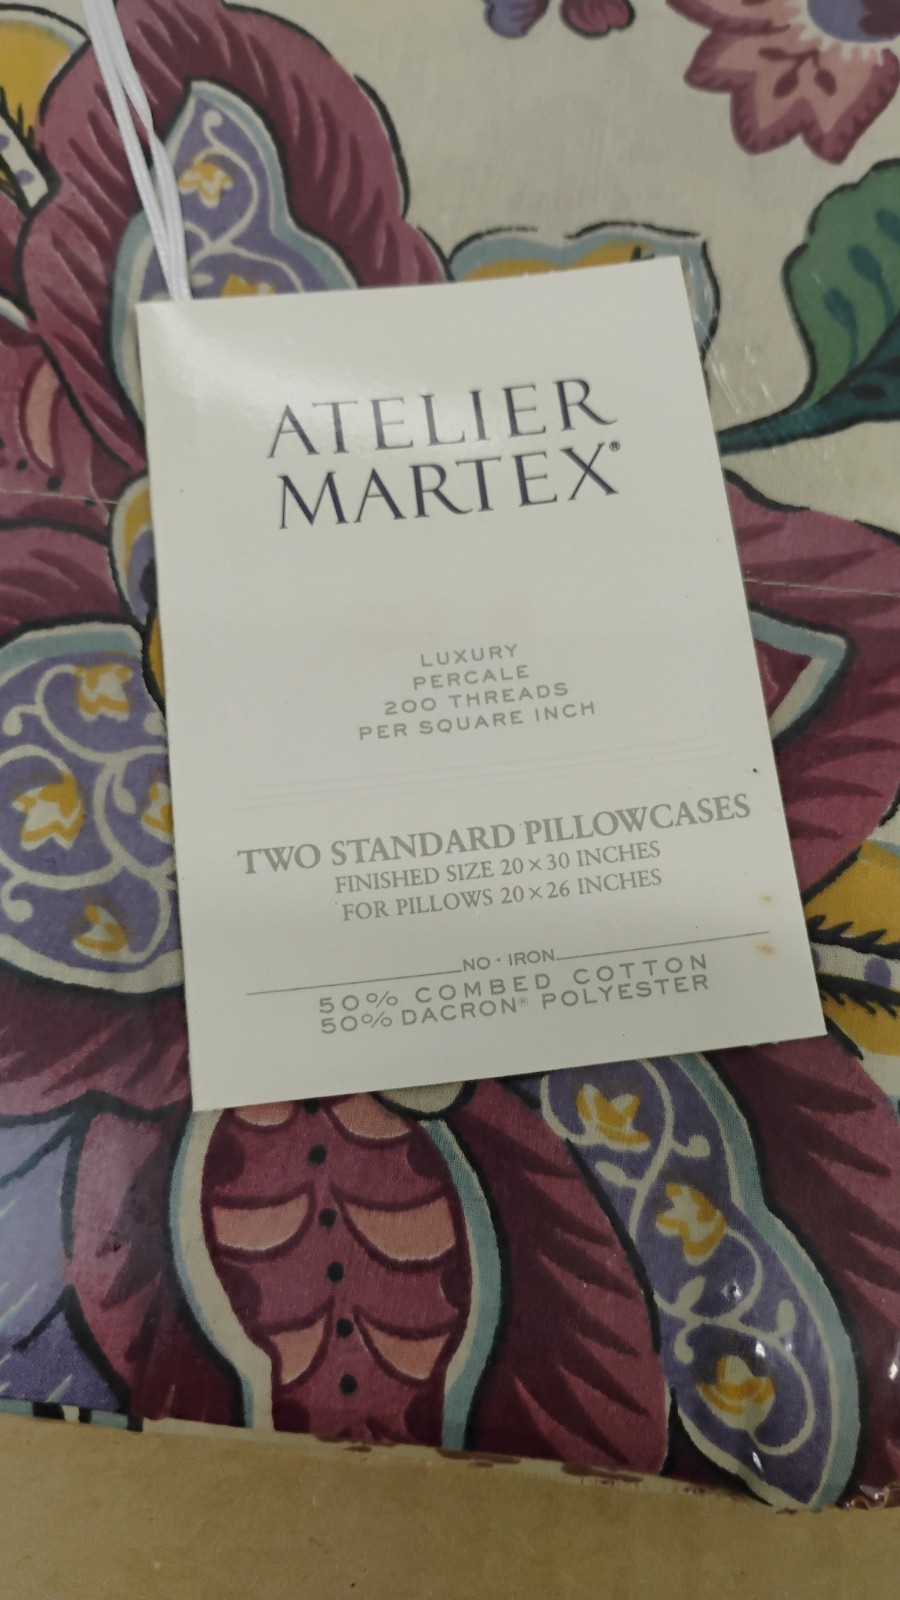 ATELIER
MARTEX®
LUXURY
PERCALE
200 THREADS
PER SQUARE INCH
TWO STANDARD PILLOWCASES
FINISHED SIZE 20×30 INCHES
FOR PILLOWS 20×26 INCHES
NO · IRON
50% COMBED COTTON
50% DACRON® POLYESTER